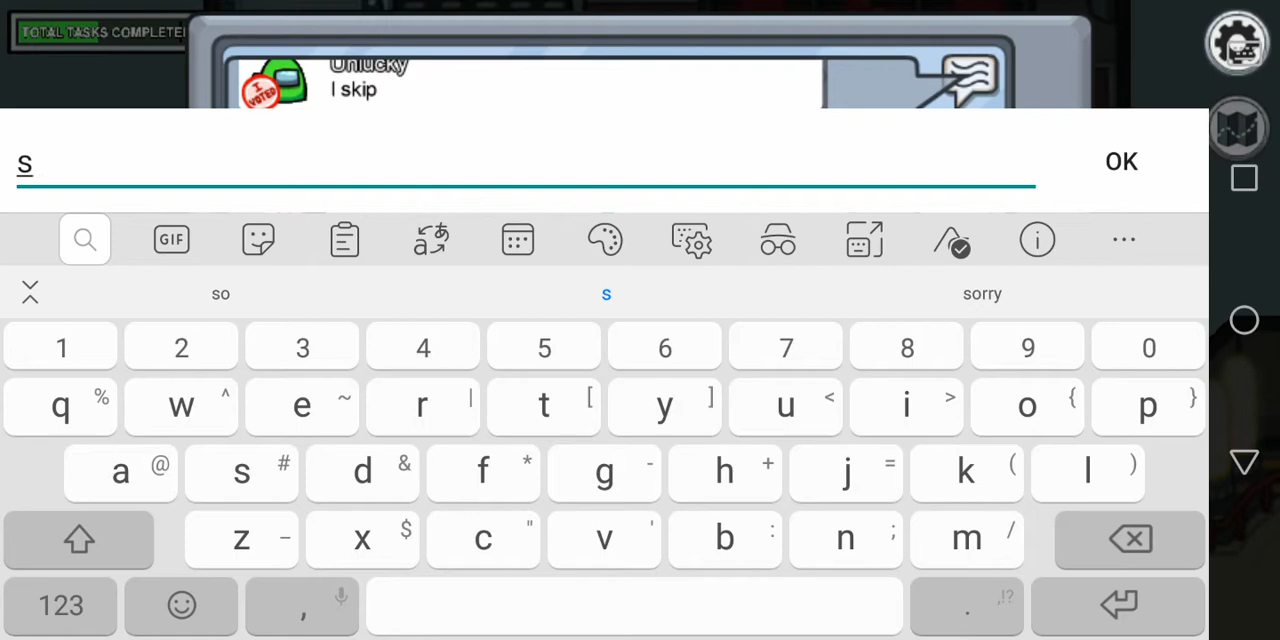 TOTAL TASKS COMPLETE
Unlucky
I VOTED
I skip
S
OK
GIF
so
s
sorry
1 2 3 4 5 6 7 8 9 0
q % w ^ e ~ r | t [ y ] u < i > o { p }
a @ s # d & f * g - h + j = k ( l )
z _ x $ c " v ' b : n ; m /
123 , . ,!?